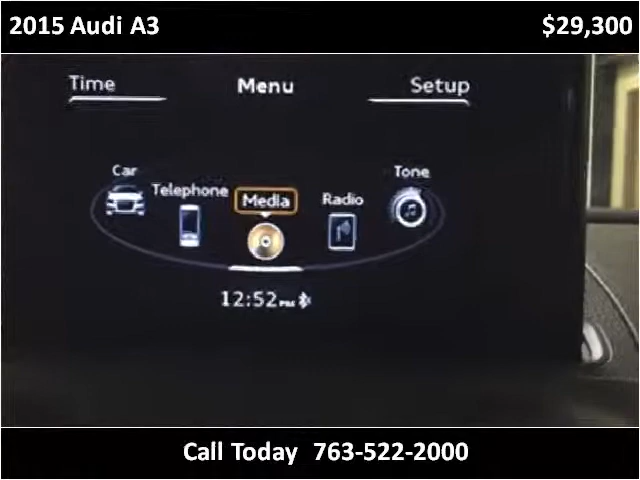 2015 Audi A3 $29,300
Time Menu Setup
Car
Telephone
Media
Radio
Tone
12:52 PM
Call Today 763-522-2000